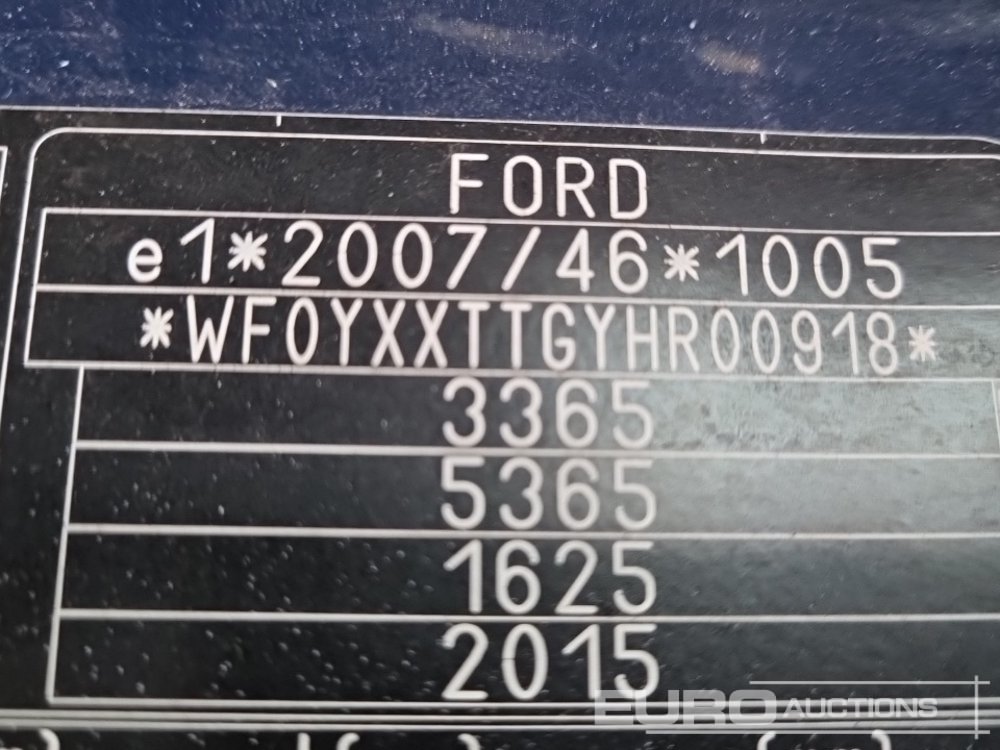 FORD
e1*2007/46*1005
*WF0YXXTTGYHR00918*
3365
5365
1625
2015
EURO AUCTIONS